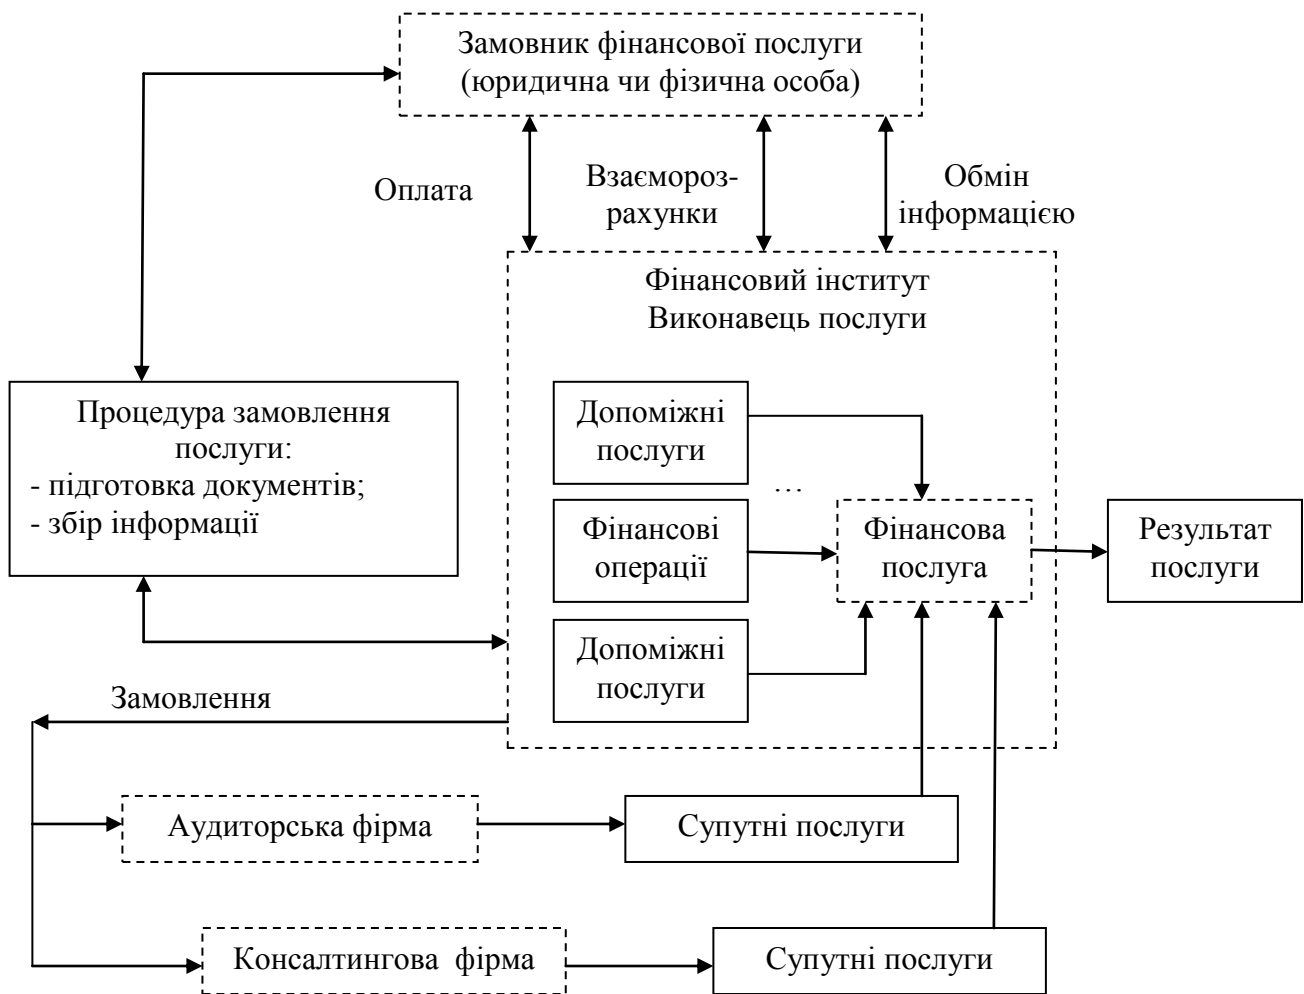 Замовник фінансової послуги
(юридична чи фізична особа)
Оплата
Взаємороз-
рахунки
Обмін
інформацією
Фінансовий інститут
Виконавець послуги
Процедура замовлення
послуги:
- підготовка документів;
- збір інформації
Допоміжні
послуги
...
Фінансові
операції
Фінансова
послуга
Результат
послуги
Допоміжні
послуги
Замовлення
Аудиторська фірма
Супутні послуги
Консалтингова фірма
Супутні послуги